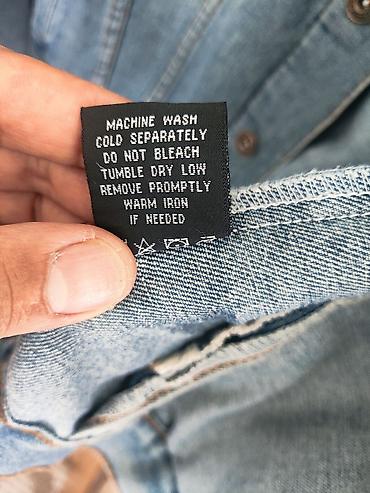 MACHINE WASH
COLD SEPARATELY
DO NOT BLEACH
TUMBLE DRY LOW
REMOVE PROMPTLY
WARM IRON
IF NEEDED